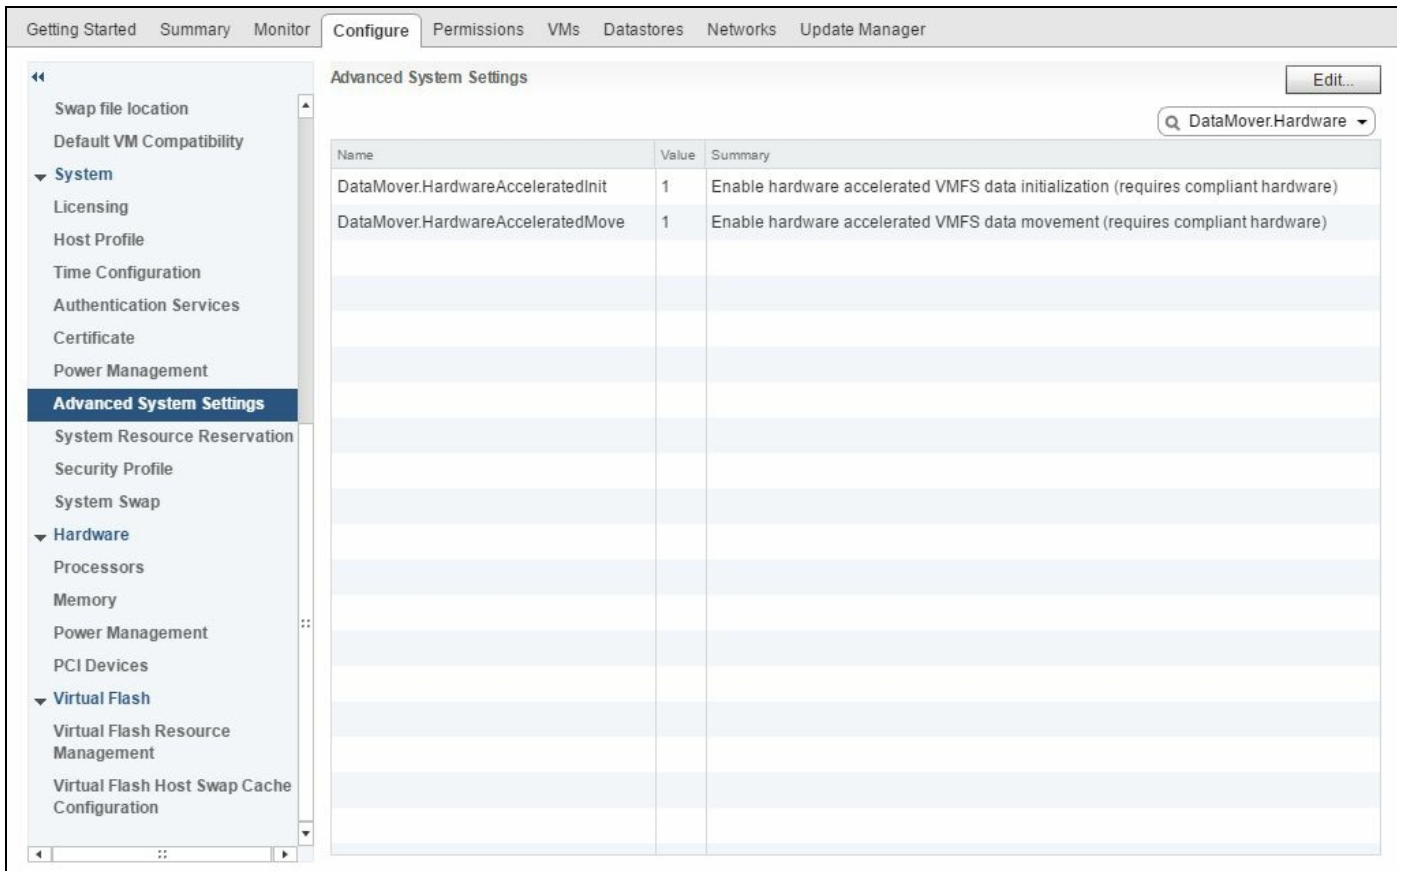 Getting Started Summary Monitor Configure Permissions VMs Datastores Networks Update Manager
Swap file location
Default VM Compatibility
System
Licensing
Host Profile
Time Configuration
Authentication Services
Certificate
Power Management
Advanced System Settings
System Resource Reservation
Security Profile
System Swap
Hardware
Processors
Memory
Power Management
PCI Devices
Virtual Flash
Virtual Flash Resource
Management
Virtual Flash Host Swap Cache
Configuration
Advanced System Settings
Edit...
DataMover.Hardware
Name Value Summary
DataMover.HardwareAcceleratedInit 1 Enable hardware accelerated VMFS data initialization (requires compliant hardware)
DataMover.HardwareAcceleratedMove 1 Enable hardware accelerated VMFS data movement (requires compliant hardware)